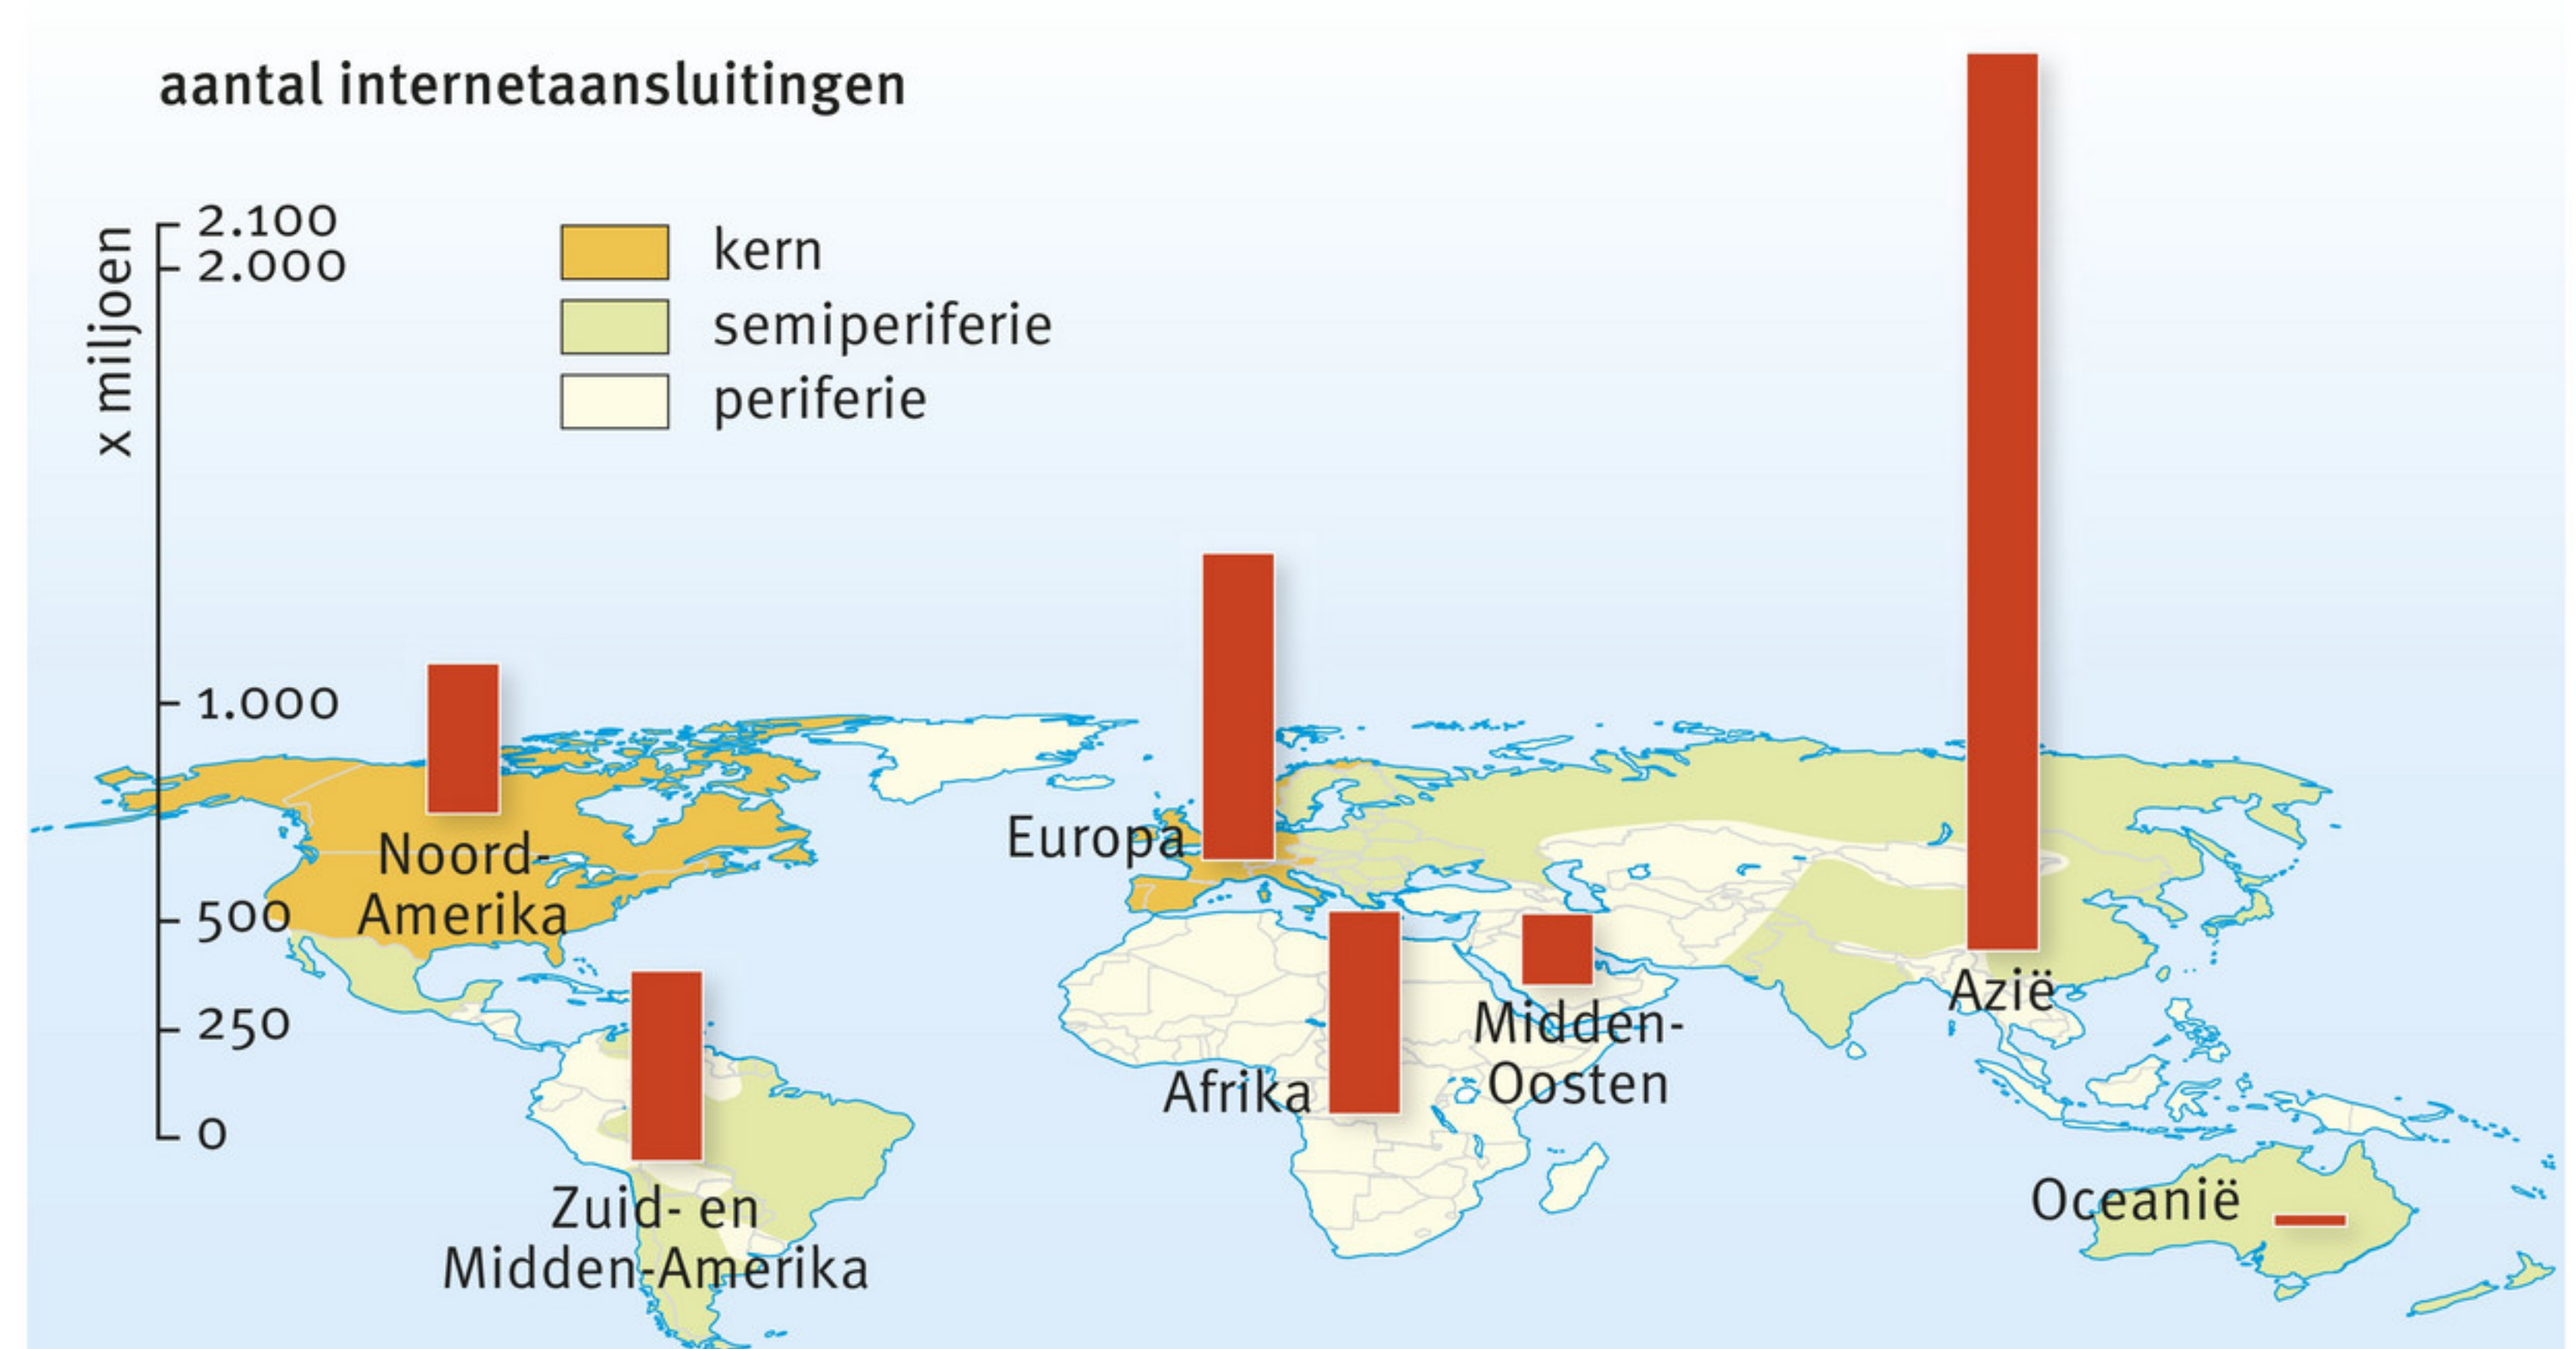 aantal internetaansluitingen
x miljoen
2.100
2.000
1.000
500
250
0
kern
semiperiferie
periferie
Noord-
Amerika
Zuid- en
Midden-Amerika
Europa
Afrika
Midden-
Oosten
Azië
Oceanië